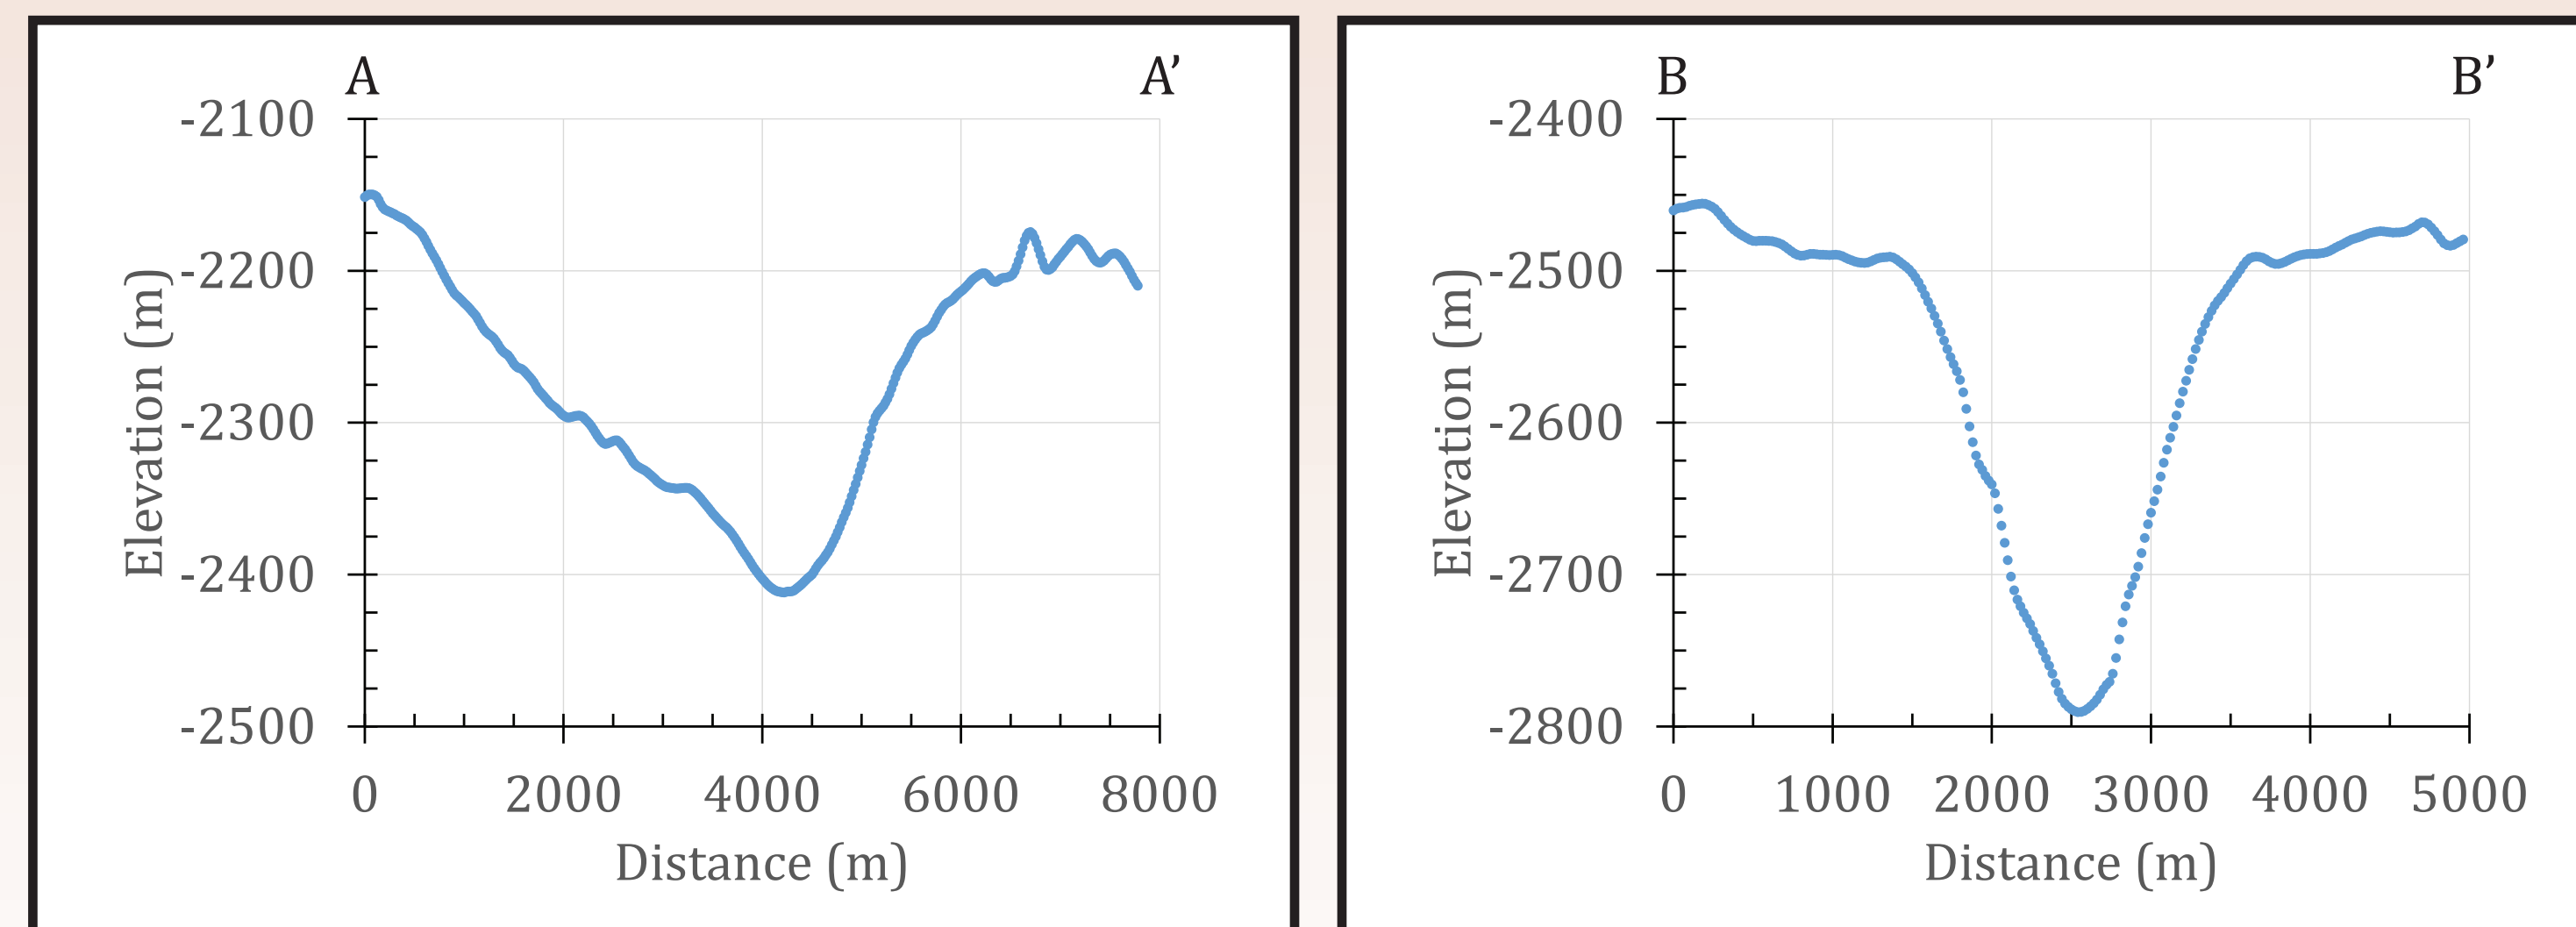 A A’
-2100
-2200
-2300
-2400
-2500
Elevation (m)
0 2000 4000 6000 8000
Distance (m)
B B’
-2400
-2500
-2600
-2700
-2800
Elevation (m)
0 1000 2000 3000 4000 5000
Distance (m)